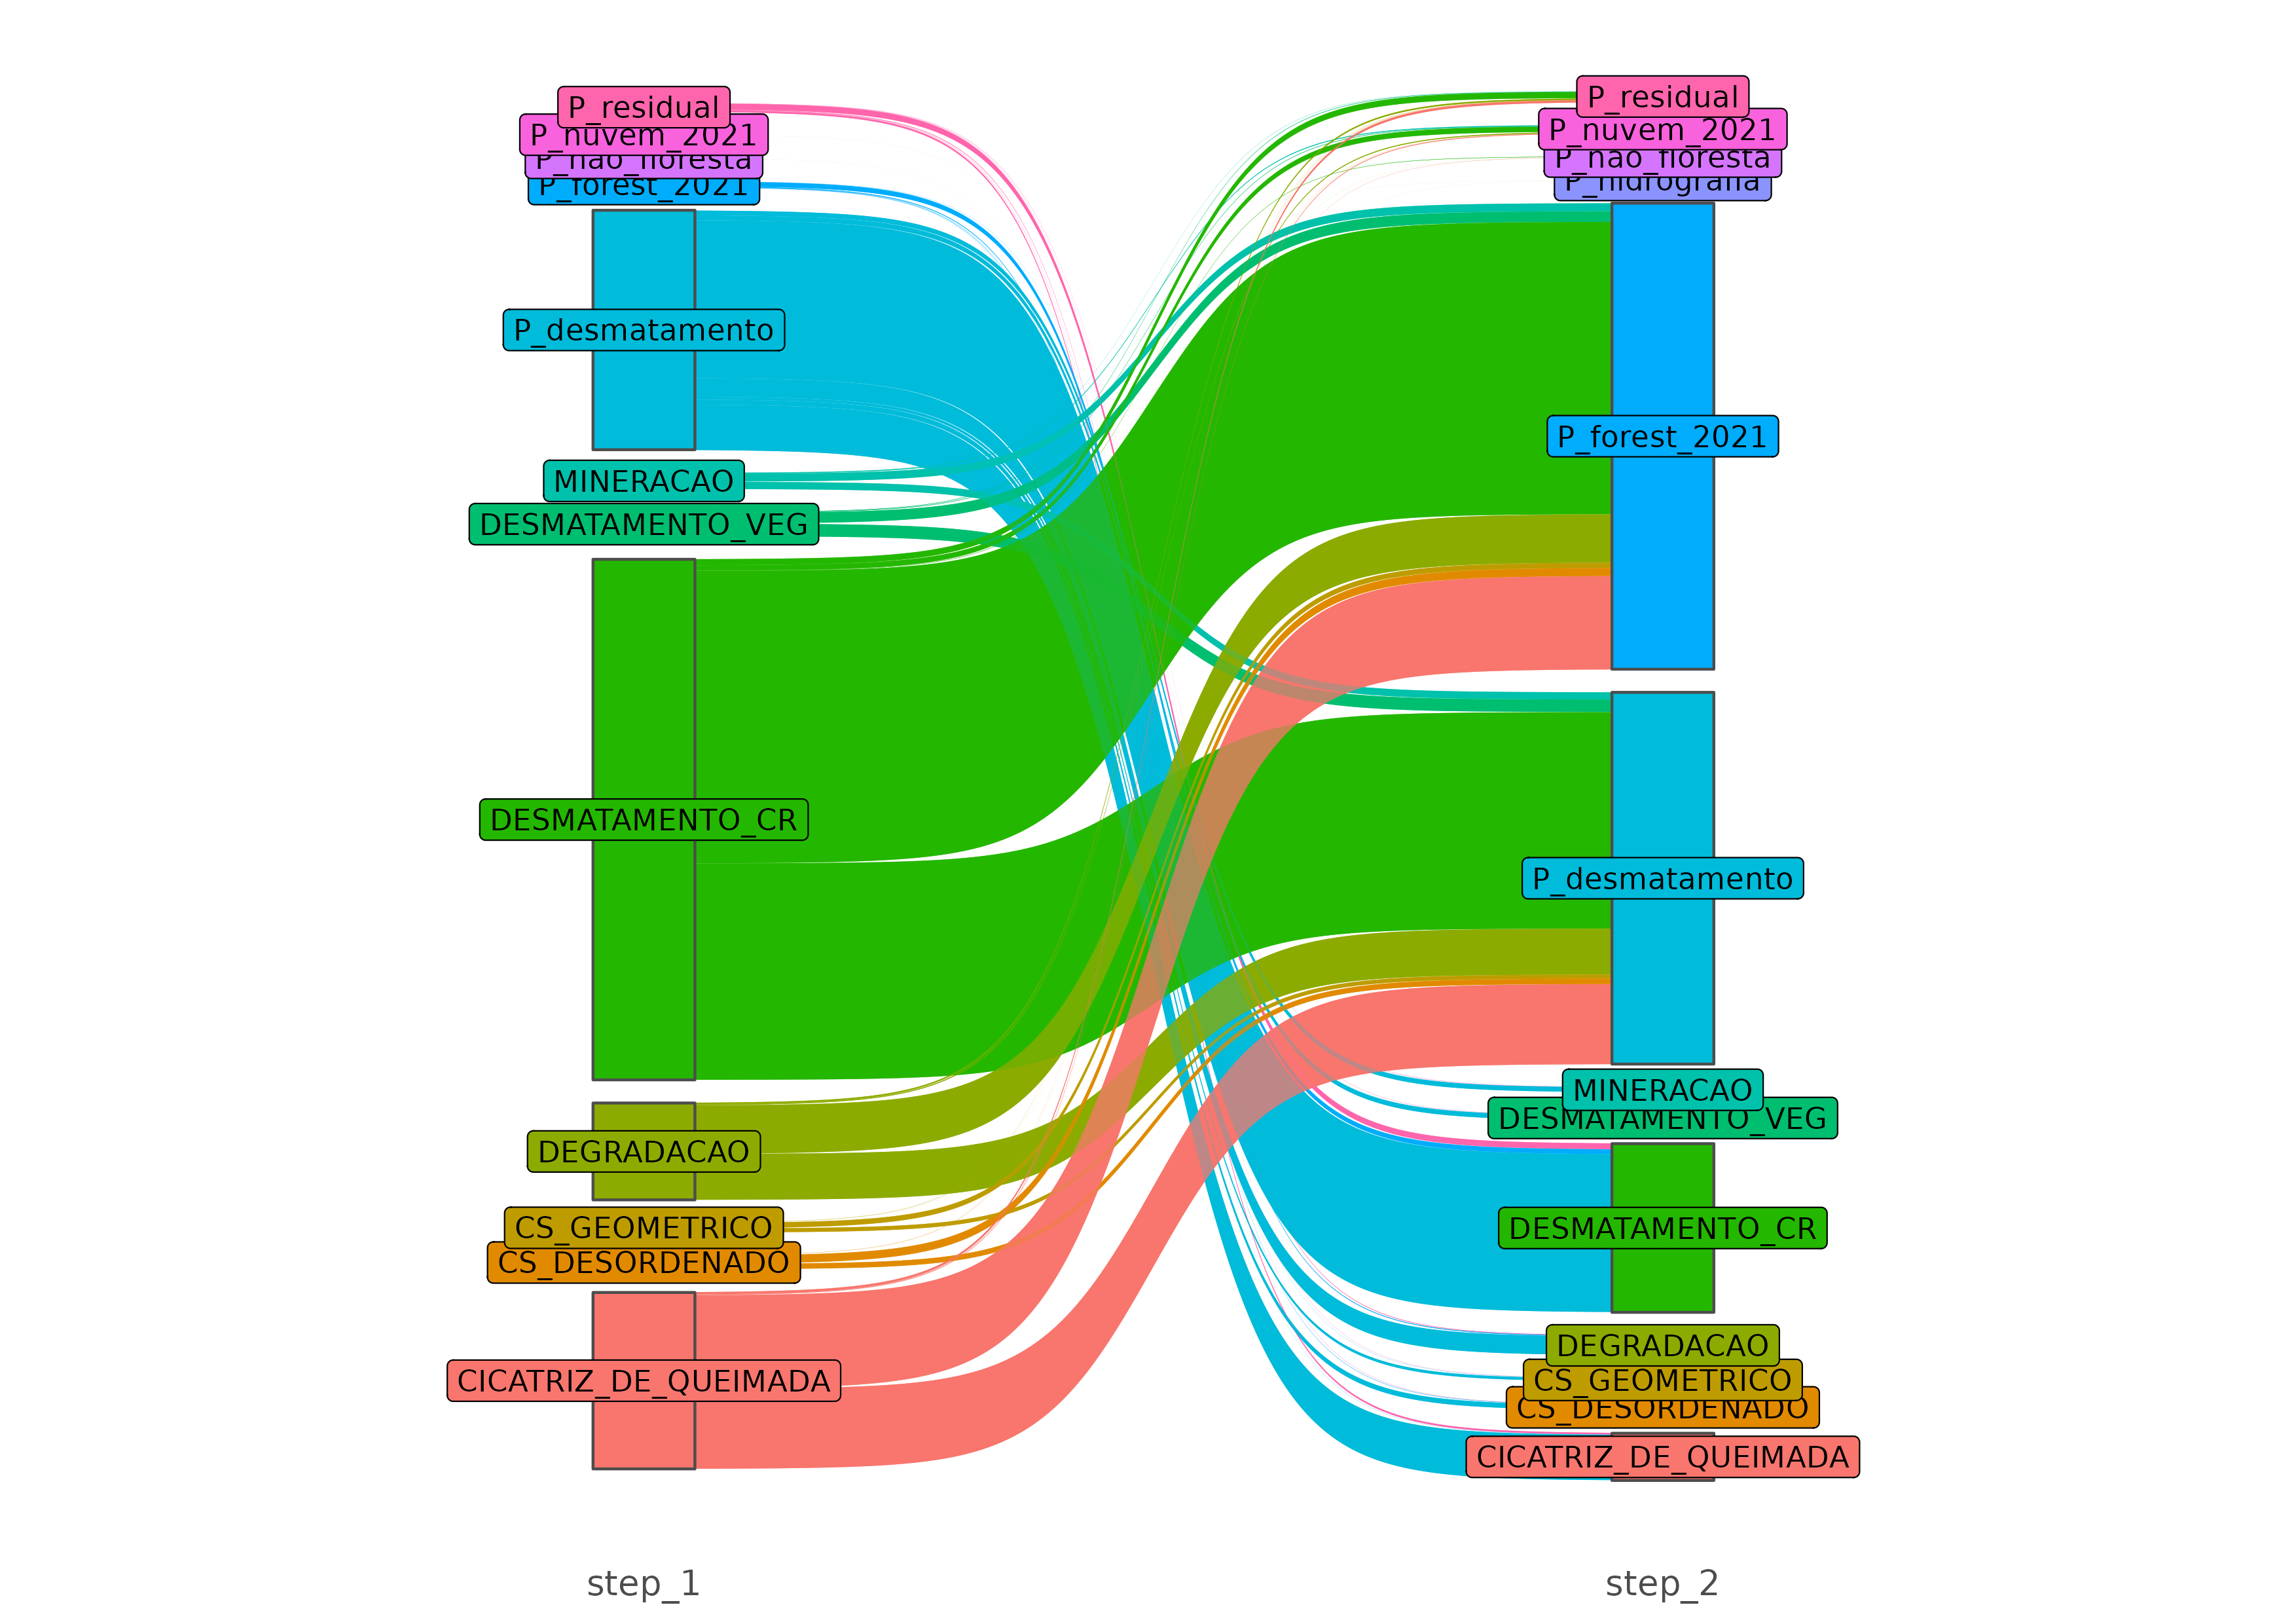 P_residual
P_nuvem_2021
P_nao_floresta
P_forest_2021
P_desmatamento
MINERACAO
DESMATAMENTO_VEG
DESMATAMENTO_CR
DEGRADACAO
CS_GEOMETRICO
CS_DESORDENADO
CICATRIZ_DE_QUEIMADA
step_1
P_residual
P_nuvem_2021
P_nao_floresta
P_hidrografia
P_forest_2021
P_desmatamento
MINERACAO
DESMATAMENTO_VEG
DESMATAMENTO_CR
DEGRADACAO
CS_GEOMETRICO
CS_DESORDENADO
CICATRIZ_DE_QUEIMADA
step_2